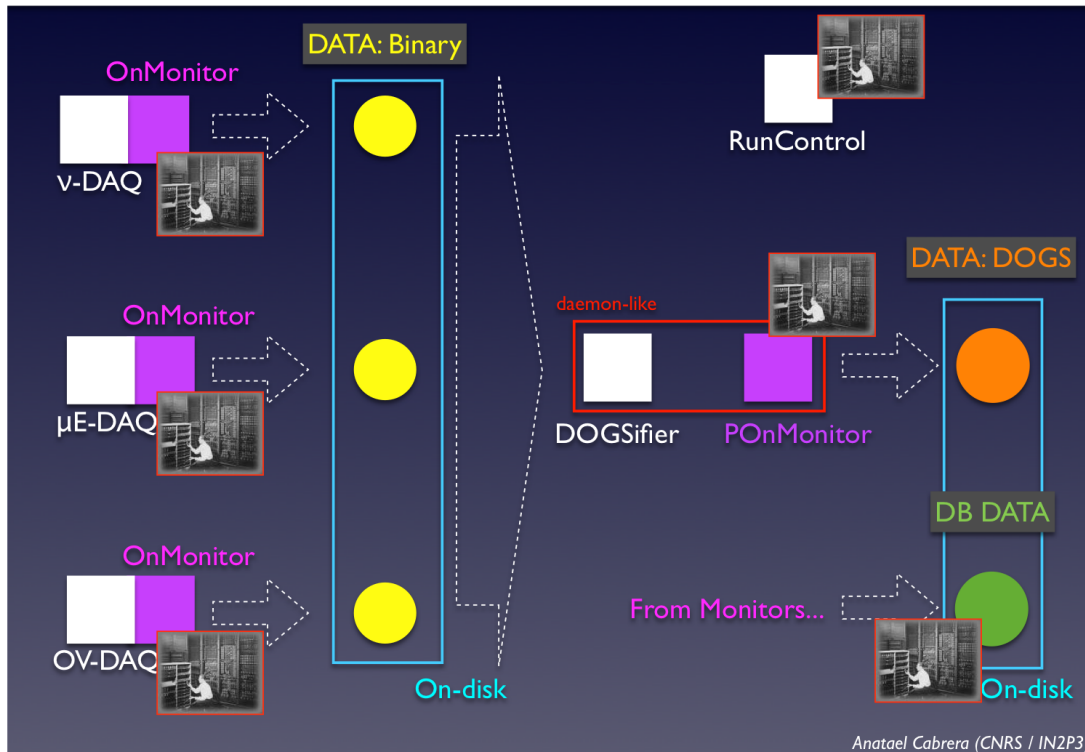 DATA: Binary
OnMonitor
ν-DAQ
RunControl
DATA: DOGS
OnMonitor
daemon-like
μE-DAQ
DOGSifier
POnMonitor
DB DATA
OnMonitor
From Monitors...
OV-DAQ
On-disk
On-disk
Anatael Cabrera (CNRS / IN2P3